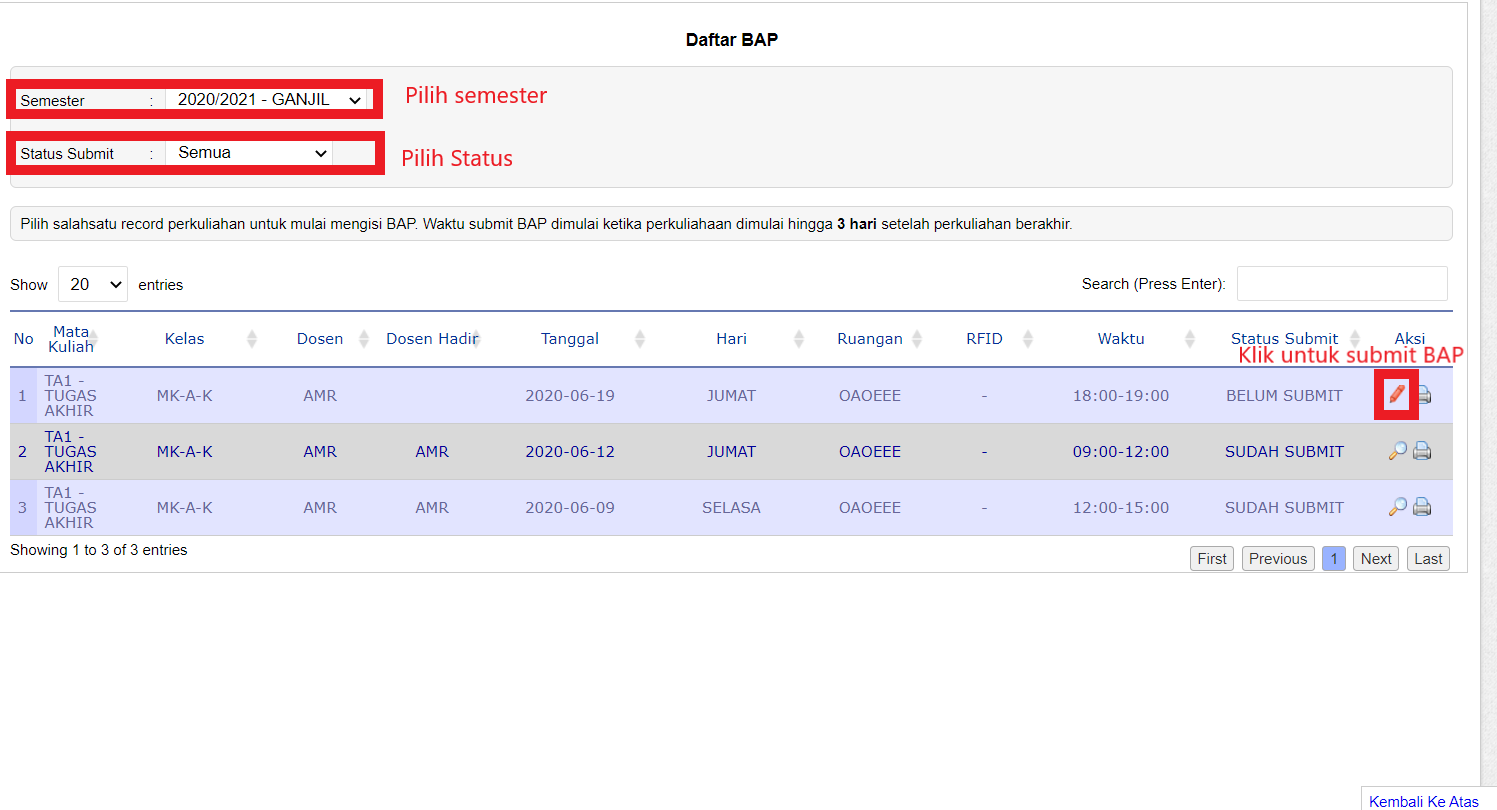 Daftar BAP
Semester : 2020/2021 - GANJIL
Pilih semester
Status Submit : Semua
Pilih Status
Pilih salahsatu record perkuliahan untuk mulai mengisi BAP. Waktu submit BAP dimulai ketika perkuliahaan dimulai hingga 3 hari setelah perkuliahan berakhir.
Show 20 entries
Search (Press Enter):
No Mata Kuliah Kelas Dosen Dosen Hadir Tanggal Hari Ruangan RFID Waktu Status Submit Aksi
Klik untuk submit BAP
1 TA1 - TUGAS AKHIR MK-A-K AMR 2020-06-19 JUMAT OAOEEE - 18:00-19:00 BELUM SUBMIT
2 TA1 - TUGAS AKHIR MK-A-K AMR AMR 2020-06-12 JUMAT OAOEEE - 09:00-12:00 SUDAH SUBMIT
3 TA1 - TUGAS AKHIR MK-A-K AMR AMR 2020-06-09 SELASA OAOEEE - 12:00-15:00 SUDAH SUBMIT
Showing 1 to 3 of 3 entries
First Previous 1 Next Last
Kembali Ke Atas